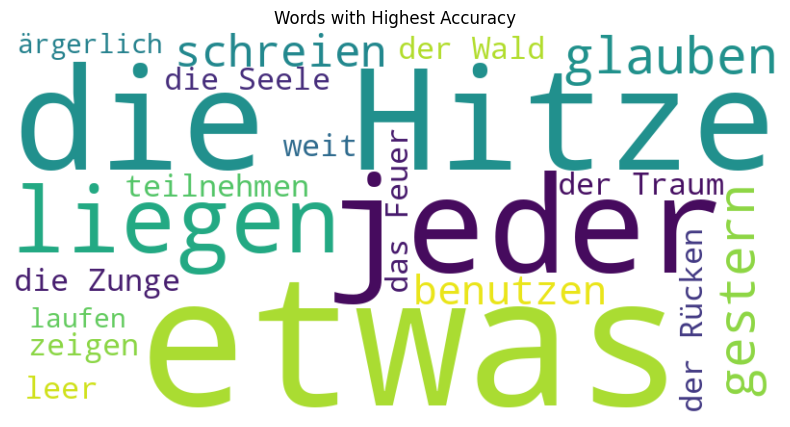 Words with Highest Accuracy
ärgerlich
schreien
der Wald
glauben
die Seele
die Hitze
weit
teilnehmen
das Feuer
der Traum
liegen
jeder
gestern
die Zunge
benutzen
der Rücken
laufen
zeigen
etwas
leer